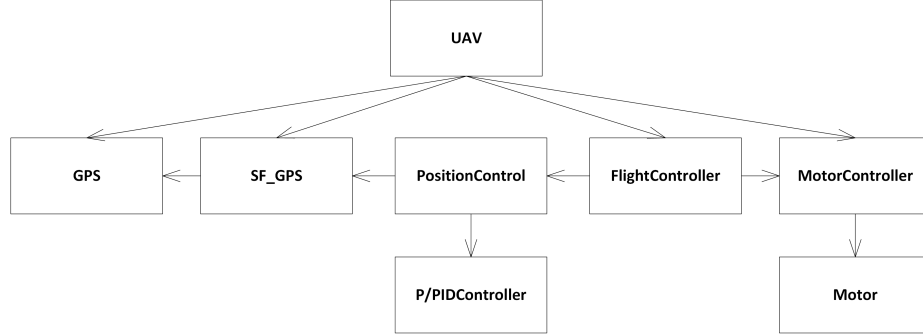 UAV
GPS
SF_GPS
PositionControl
FlightController
MotorController
P/PIDController
Motor